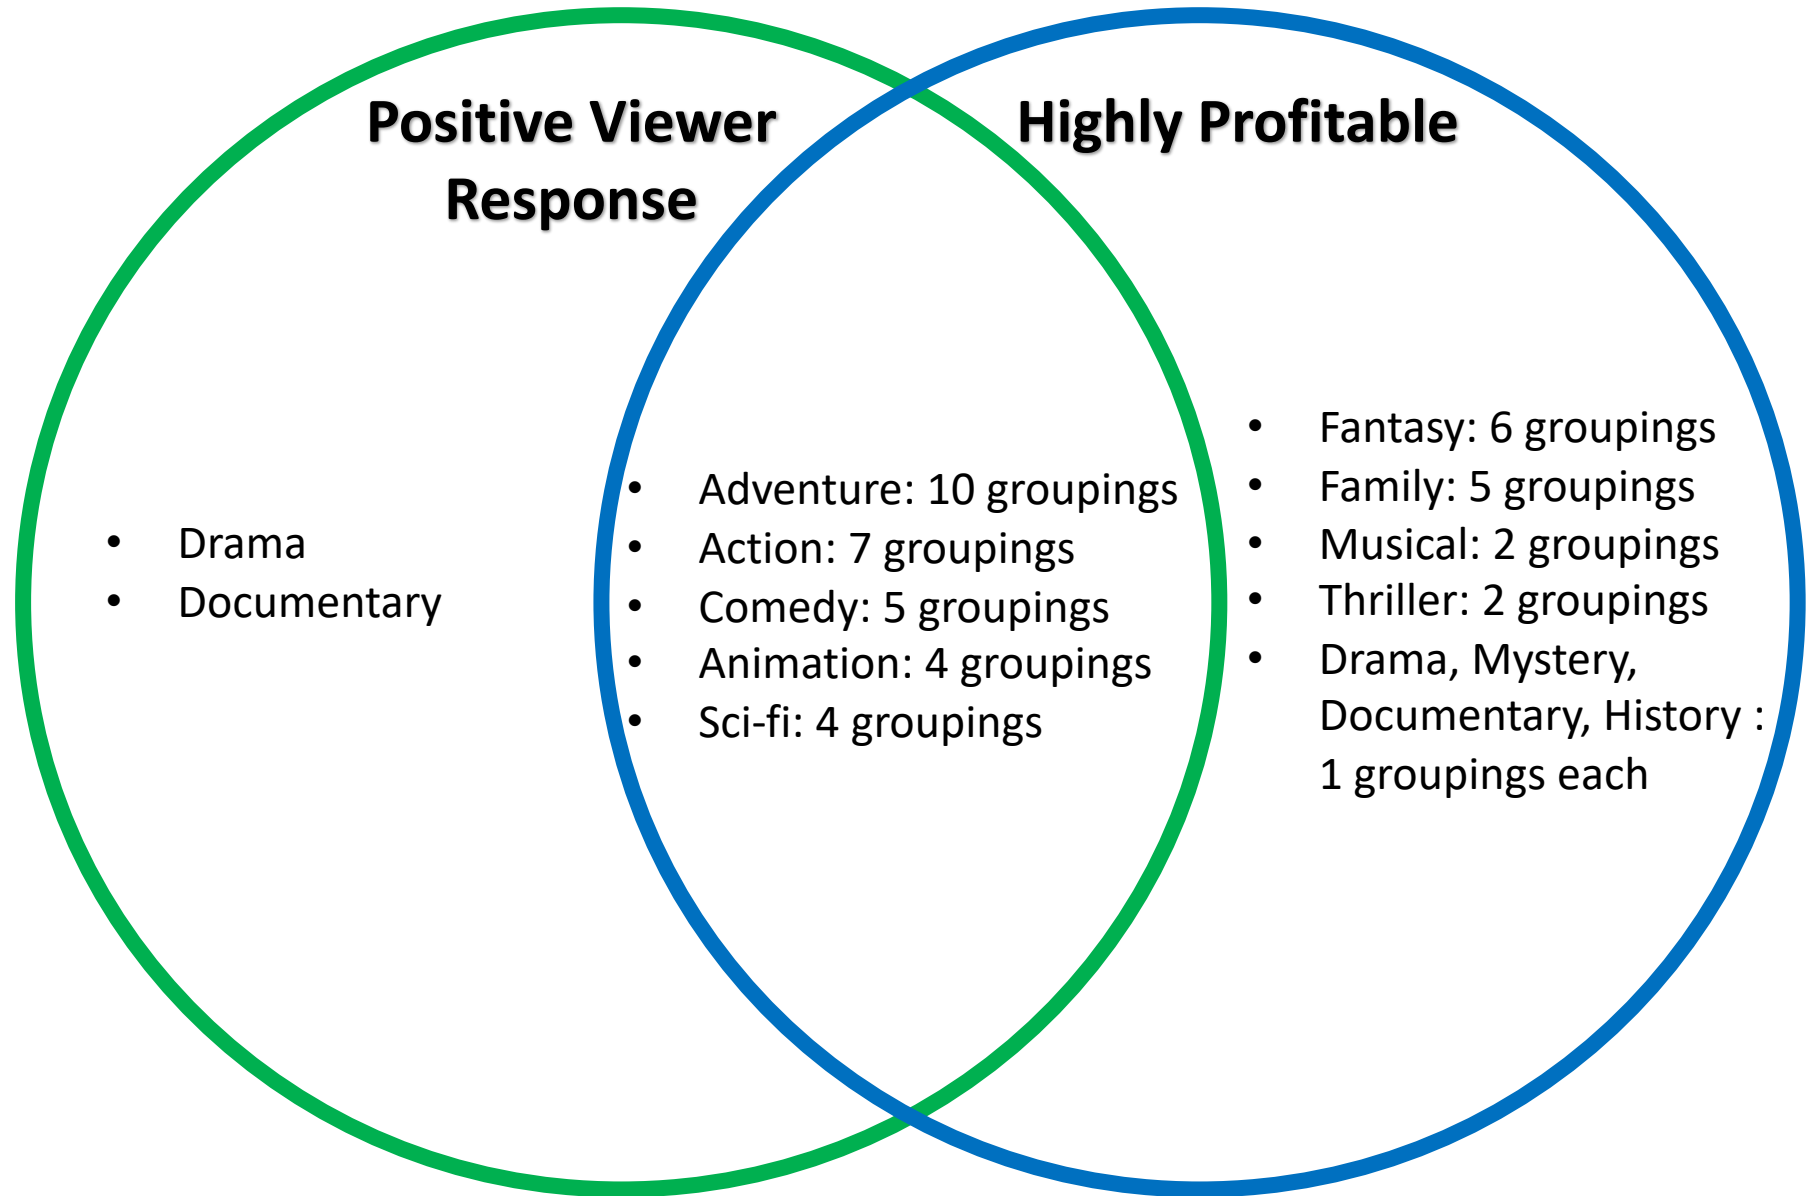 Positive Viewer
Response
Highly Profitable
• Drama
• Documentary
• Adventure: 10 groupings
• Action: 7 groupings
• Comedy: 5 groupings
• Animation: 4 groupings
• Sci-fi: 4 groupings
• Fantasy: 6 groupings
• Family: 5 groupings
• Musical: 2 groupings
• Thriller: 2 groupings
• Drama, Mystery,
Documentary, History :
1 groupings each